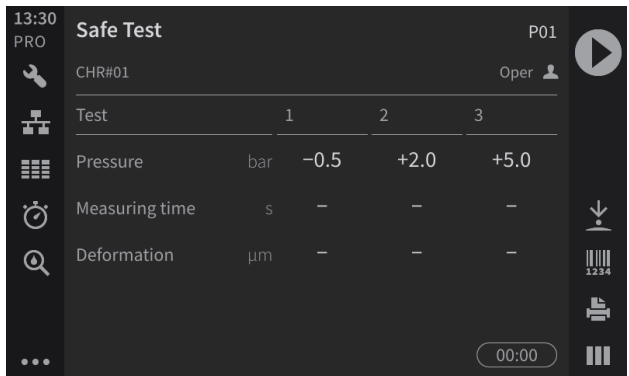 13:30
PRO
Safe Test P01
CHR#01 Oper
Test 1 2 3
Pressure bar −0.5 +2.0 +5.0
Measuring time s − − −
Deformation µm − − −
1234
00:00